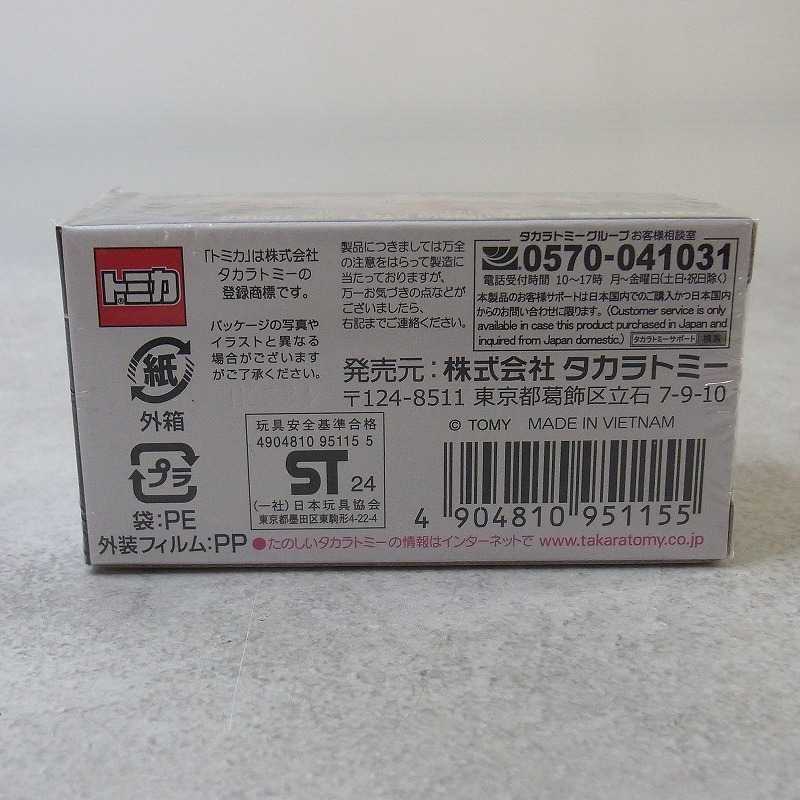 トミカ
「トミカ」は株式会社
タカラトミーの
登録商標です。
パッケージの写真や
イラストと異なる
場合がございます
がご了承ください。
製品につきましては万全
の注意をはらって製造に
当たっておりますが、
万一お気づきの点などが
ございましたら、
右記までご連絡ください。
タカラトミーグループ お客様相談室
0570-041031
電話受付時間 10～17時 月～金曜日(土・日・祝日除く)
本製品のお客様サポートは日本国内でのご購入かつ日本国内
からのお問い合わせに限ります。(Customer service is only
available in case this product purchased in Japan and
inquired from Japan domestic.) タカラトミーサポート 検索
紙
外箱
プラ
袋:PE
外装フィルム:PP
発売元：株式会社 タカラトミー
〒124-8511 東京都葛飾区立石 7-9-10
© TOMY MADE IN VIETNAM
玩具安全基準合格
4904810 95115 5
ST 24
(一社)日本玩具協会
東京都墨田区東駒形4-22-4
4 904810 951155
●たのしいタカラトミーの情報はインターネットで www.takaratomy.co.jp